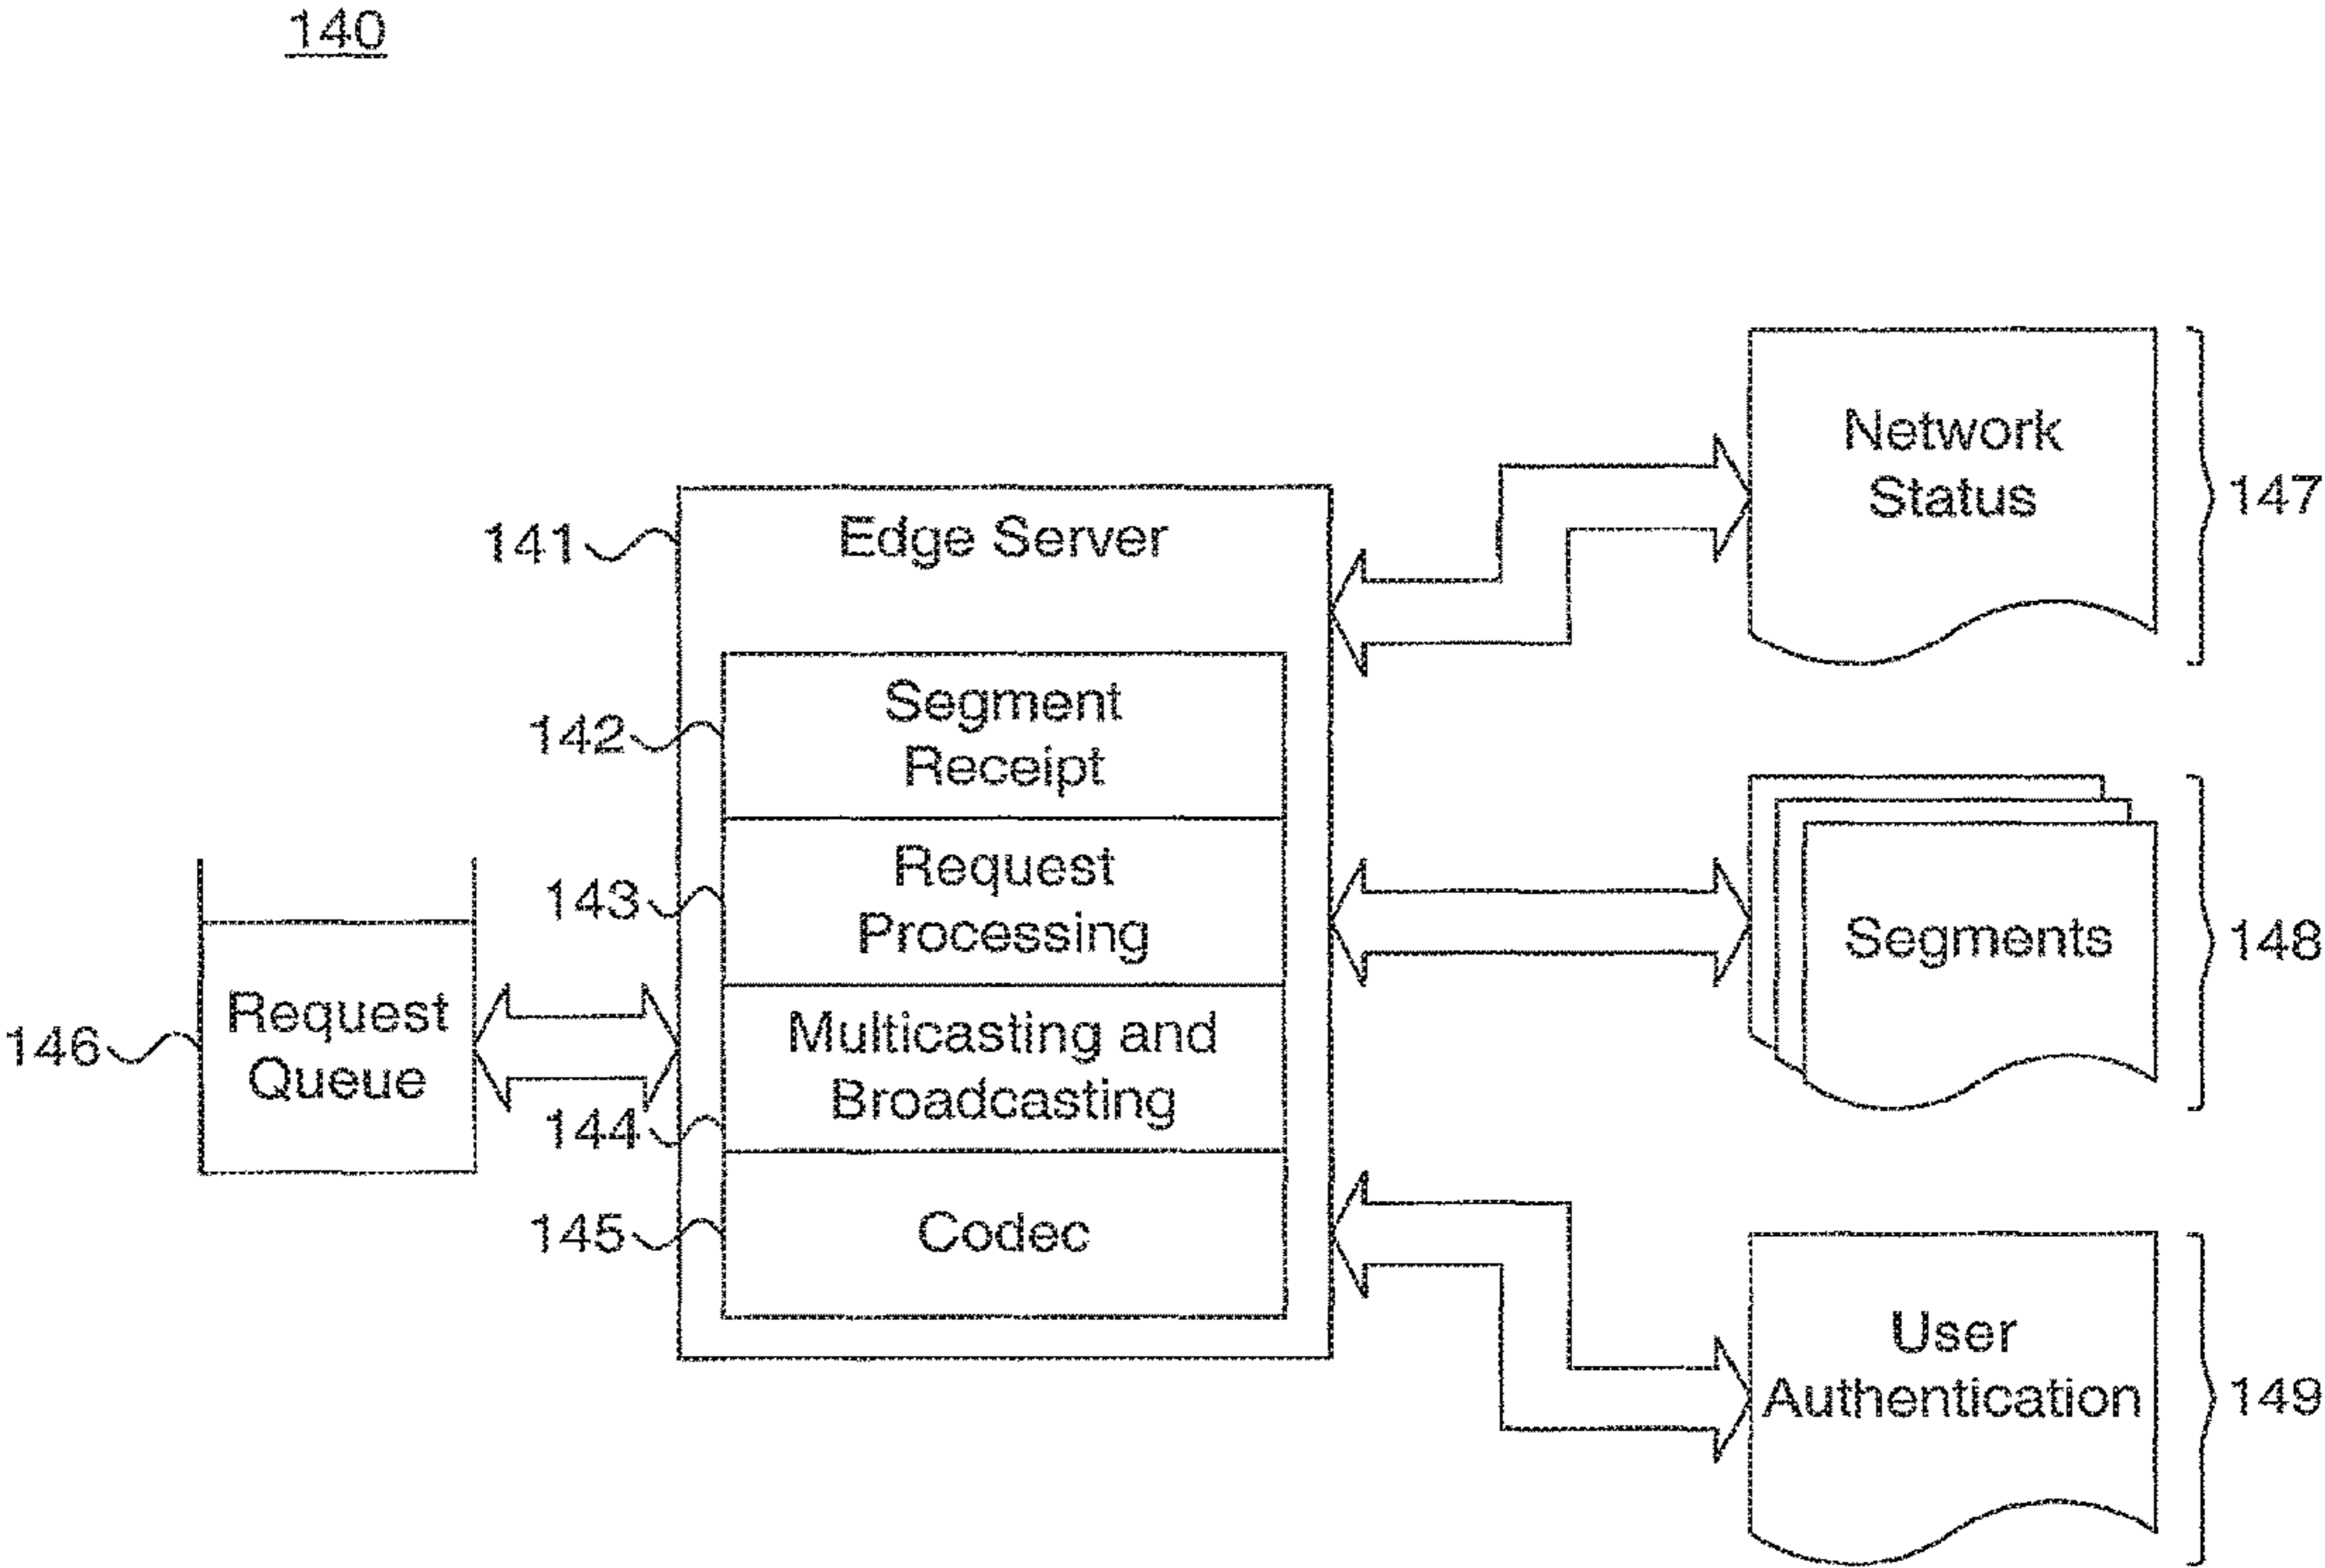 140
Network
Status
147
141
Edge Server
142
Segment
Receipt
143
Request
Processing
Segments
148
146
Request
Queue
Multicasting and
Broadcasting
144
145
Codec
User
Authentication
149